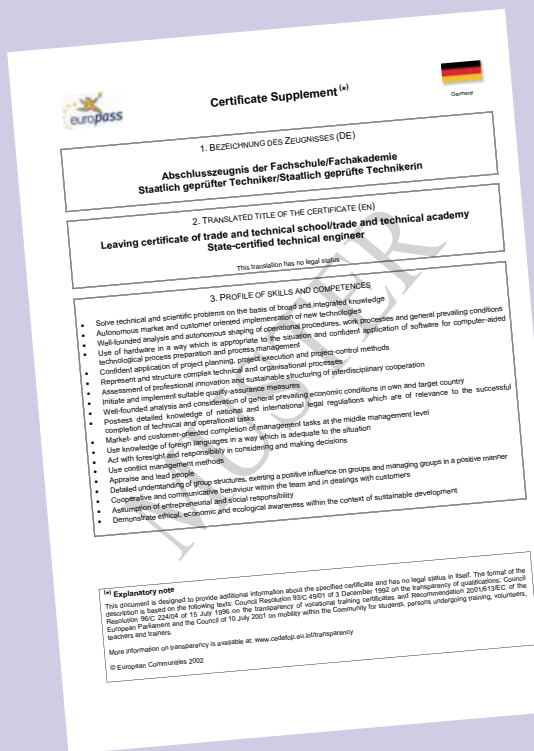 europass
Certificate Supplement (*)
Germany
1. BEZEICHNUNG DES ZEUGNISSES (DE)
Abschlusszeugnis der Fachschule/Fachakademie
Staatlich geprüfter Techniker/Staatlich geprüfte Technikerin
2. TRANSLATED TITLE OF THE CERTIFICATE (EN)
Leaving certificate of trade and technical school/trade and technical academy
State-certified technical engineer
This translation has no legal status
3. PROFILE OF SKILLS AND COMPETENCES
• Solve technical and scientific problems on the basis of broad and integrated knowledge
• Autonomous market and customer oriented implementation of new technologies
• Well-founded analysis and autonomous shaping of operational procedures, work processes and general prevailing conditions
• Use of hardware in a way which is appropriate to the situation and confident application of software for computer-aided
technological process preparation and process management
• Confident application of project planning, project execution and project-control methods
• Represent and structure complex technical and organisational processes
• Assessment of professional innovation and sustainable structuring of interdisciplinary cooperation
• Initiate and implement suitable quality-assurance measures
• Well-founded analysis and consideration of general prevailing economic conditions in own and target country
• Possess detailed knowledge of national and international legal regulations which are of relevance to the successful
completion of technical and operational tasks
• Market- and customer-oriented completion of management tasks at the middle management level
• Use knowledge of foreign languages in a way which is adequate to the situation
• Act with foresight and responsibility in considering and making decisions
• Use conflict management methods
• Appraise and lead people
• Detailed understanding of group structures, exerting a positive influence on groups and managing groups in a positive manner
• Cooperative and communicative behaviour within the team and in dealings with customers
• Assumption of entrepreneurial and social responsibility
• Demonstrate ethical, economic and ecological awareness within the context of sustainable development
MUSTER
(*) Explanatory note
This document is designed to provide additional information about the specified certificate and has no legal status in itself. The format of the
description is based on the following texts: Council Resolution 93/C 49/01 of 3 December 1992 on the transparency of qualifications; Council
Resolution 96/C 224/04 of 15 July 1996 on the transparency of vocational training certificates and Recommendation 2001/613/EC of the
European Parliament and the Council of 10 July 2001 on mobility within the Community for students, persons undergoing training, volunteers,
teachers and trainers.
More information on transparency is available at: www.cedefop.eu.int/transparency
© European Communities 2002